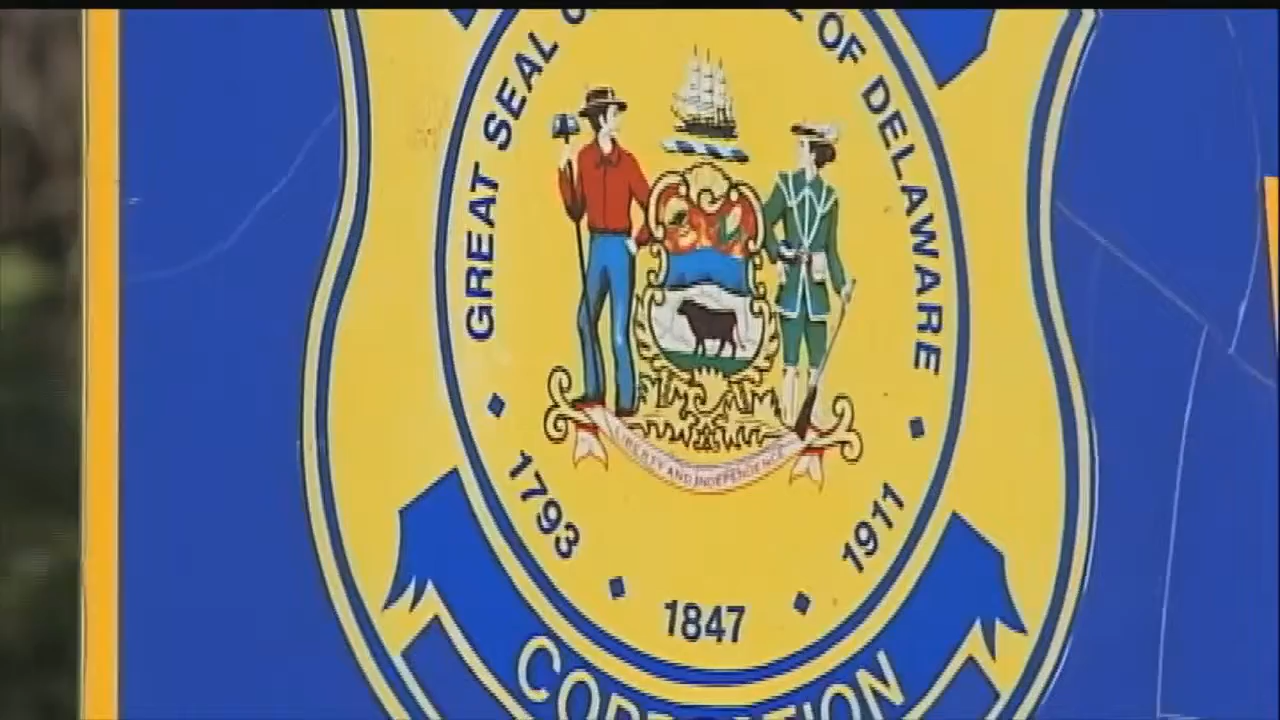 GREAT SEAL
OF DELAWARE
LIBERTY AND INDEPENDENCE
1793
1847
1911